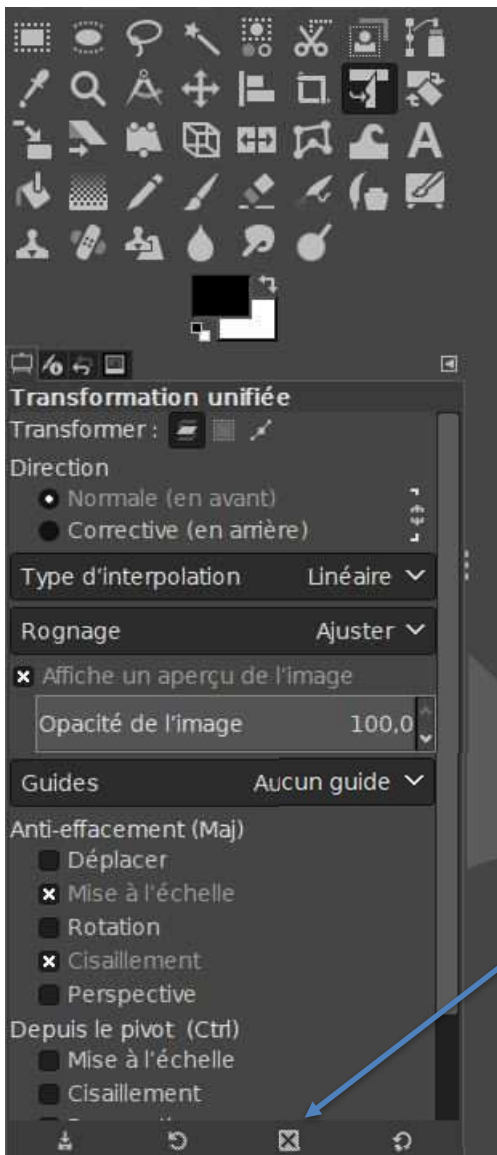 Transformation unifiée
Transformer :
Direction
Normale (en avant)
Corrective (en arrière)
Type d'interpolation Linéaire
Rognage Ajuster
Affiche un aperçu de l'image
Opacité de l'image 100,0
Guides Aucun guide
Anti-effacement (Maj)
Déplacer
Mise à l'échelle
Rotation
Cisaillement
Perspective
Depuis le pivot (Ctrl)
Mise à l'échelle
Cisaillement